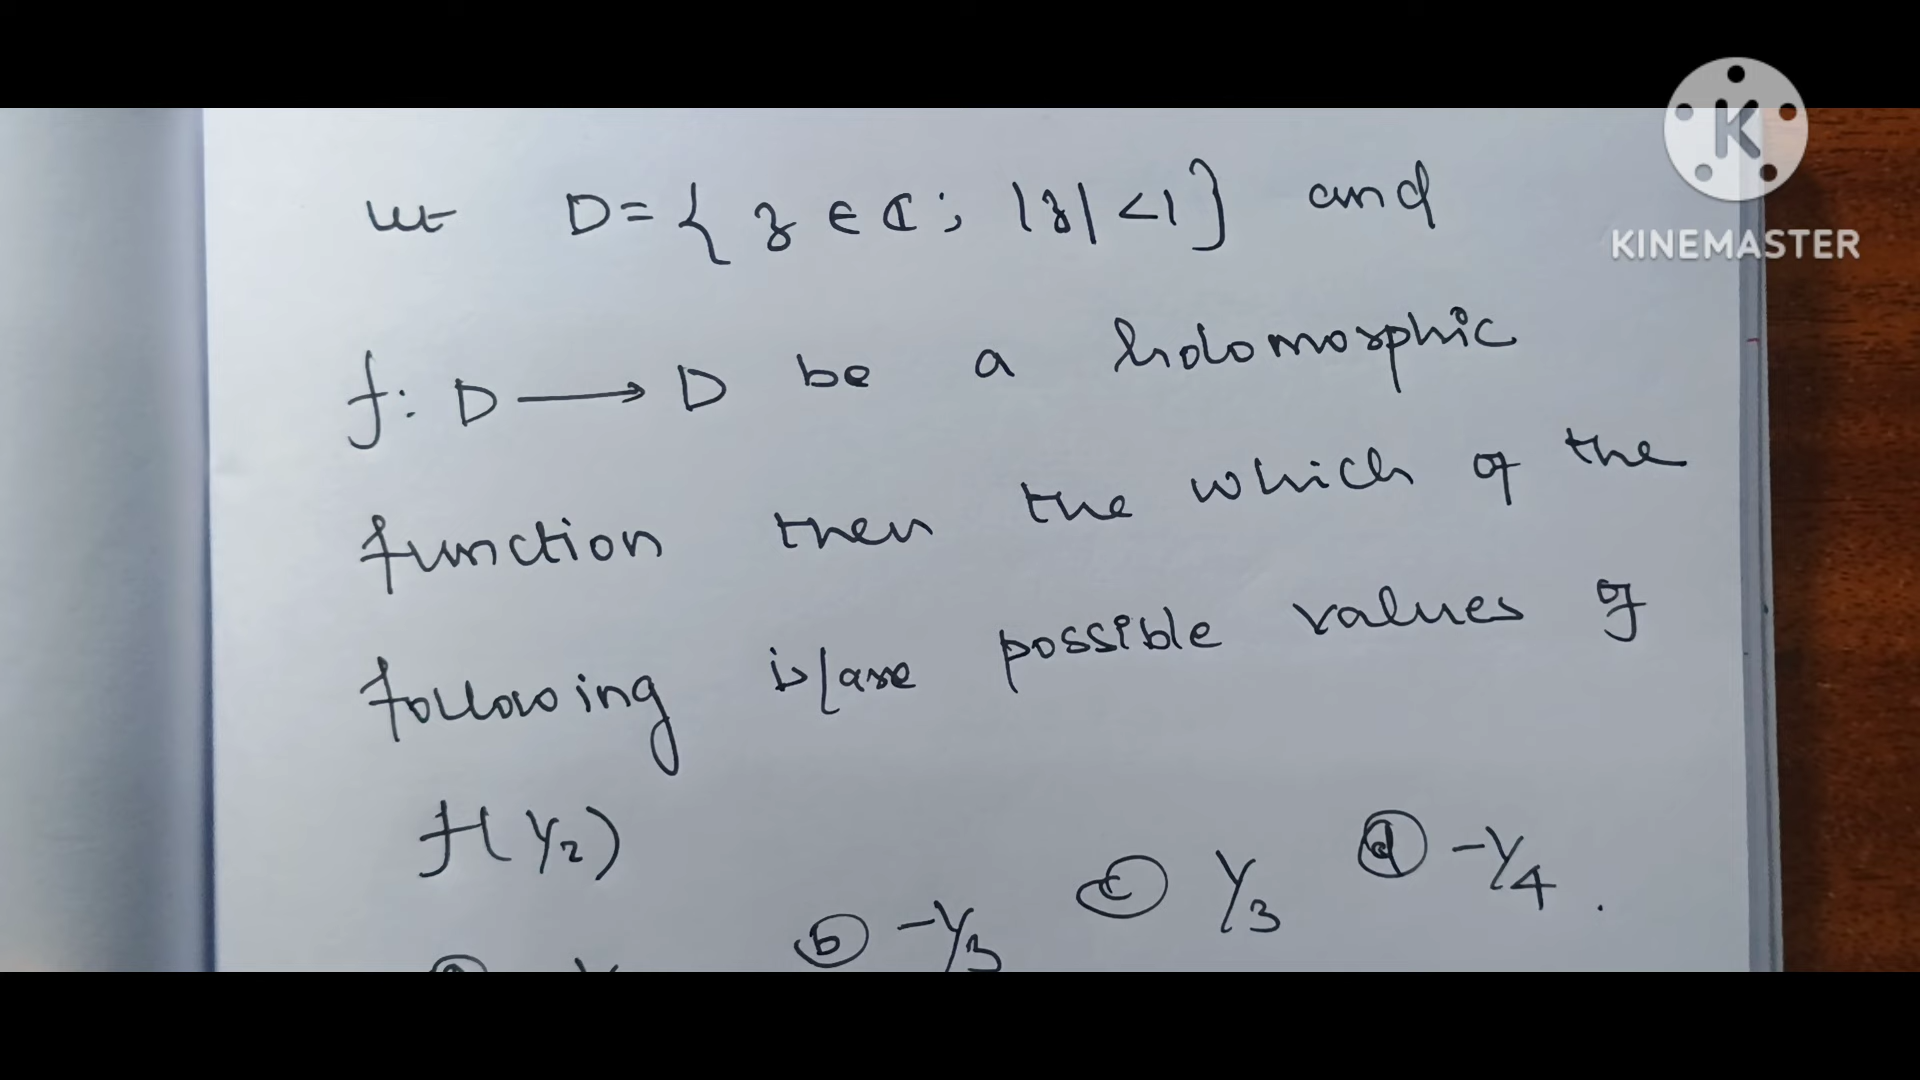 let D = { z ∈ ℂ ; |z| < 1 } and
f: D ⟶ D be a holomorphic
function then the which of the
following is/are possible values of
f(1/2)
(b) -1/3 (c) 1/3 (d) -1/4 .
K
KINEMASTER